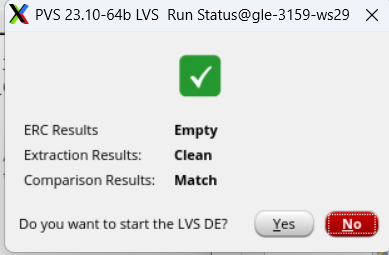 PVS 23.10-64b LVS  Run Status@gle-3159-ws29
ERC Results Empty
Extraction Results: Clean
Comparison Results: Match
Do you want to start the LVS DE? Yes No